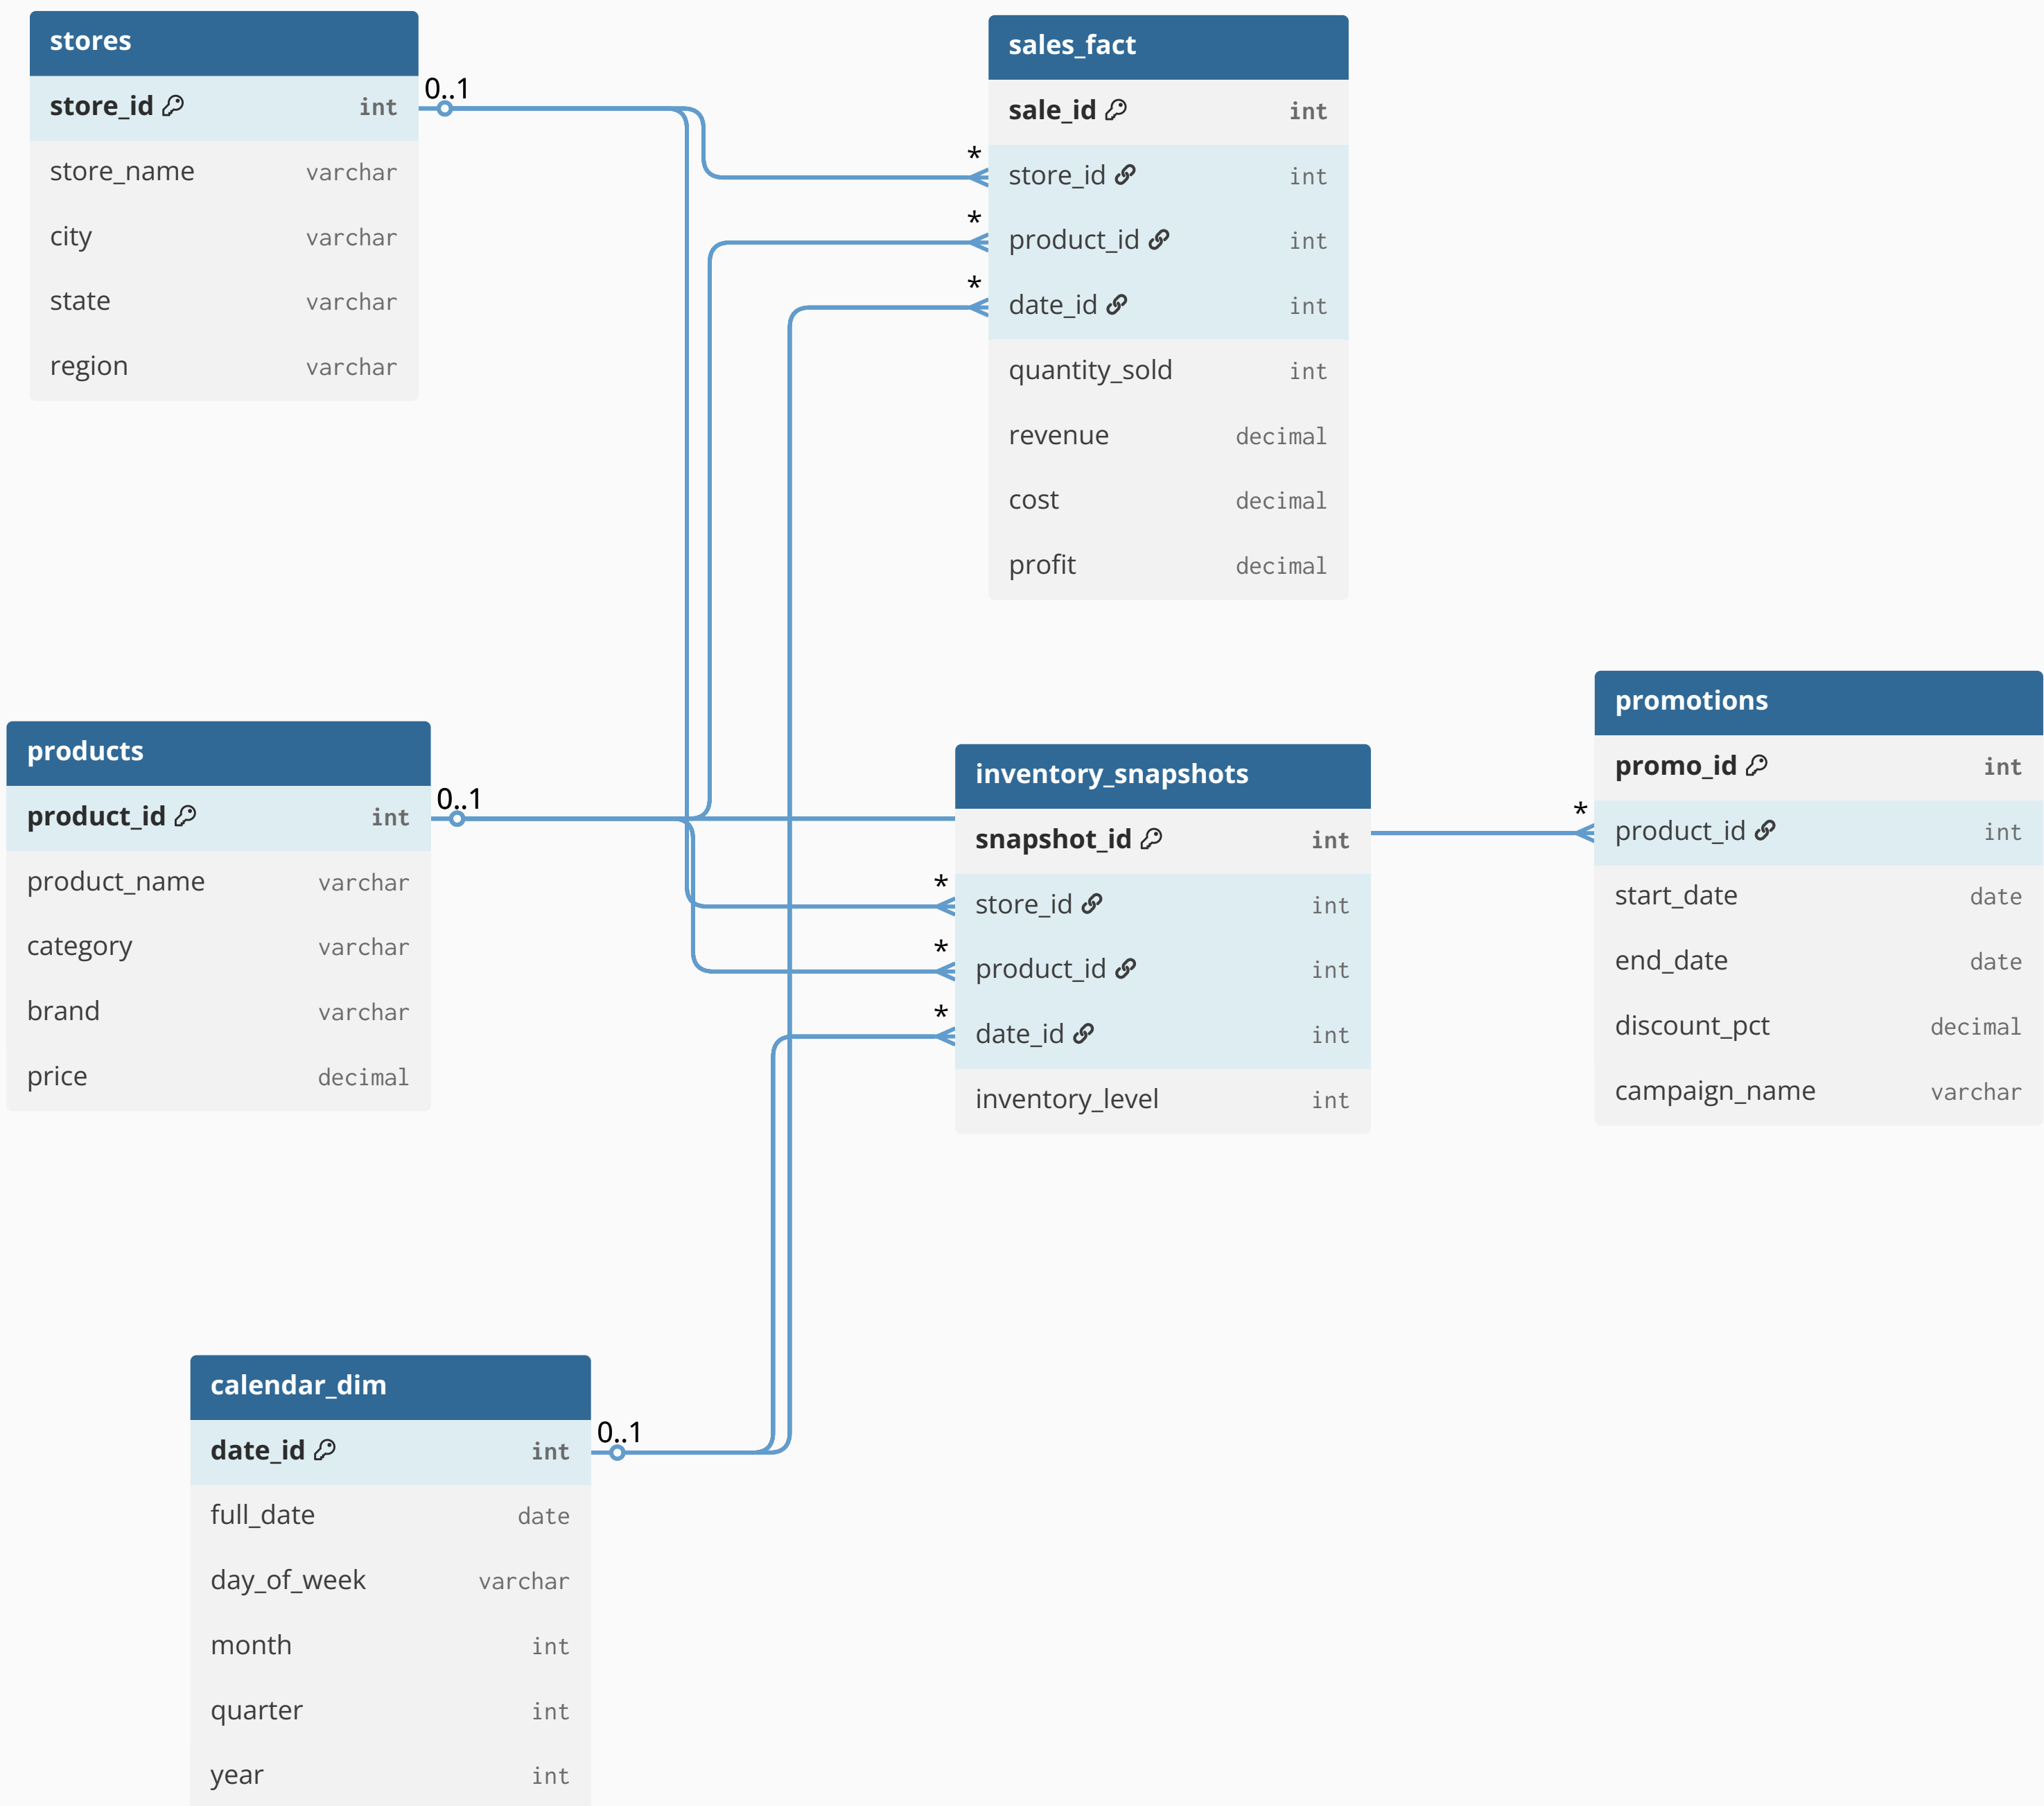 stores
store_id int
store_name varchar
city varchar
state varchar
region varchar
0..1
sales_fact
sale_id int
* store_id int
* product_id int
* date_id int
quantity_sold int
revenue decimal
cost decimal
profit decimal
products
product_id int
product_name varchar
category varchar
brand varchar
price decimal
0..1
inventory_snapshots
snapshot_id int
* store_id int
* product_id int
* date_id int
inventory_level int
promotions
promo_id int
* product_id int
start_date date
end_date date
discount_pct decimal
campaign_name varchar
calendar_dim
date_id int
full_date date
day_of_week varchar
month int
quarter int
year int
0..1